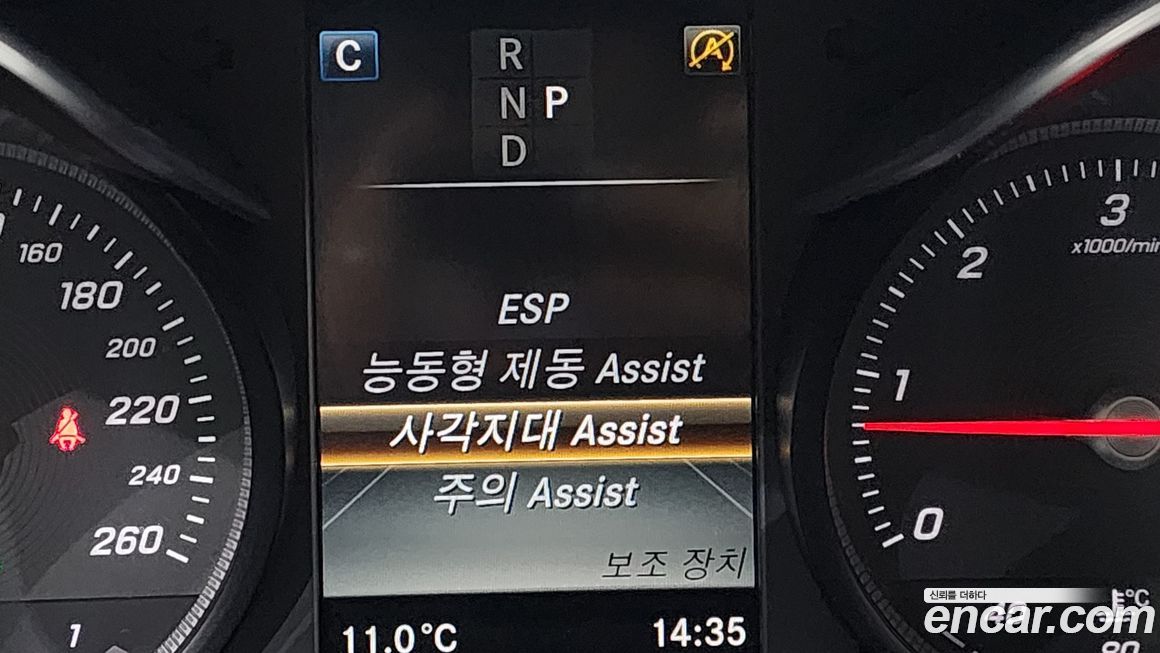 C
R
N P
D
A
160
180
200
220
240
260
1
ESP
능동형 제동 Assist
사각지대 Assist
주의 Assist
보조 장치
11.0°C
14:35
3
x1000/min
2
1
0
°C
80
신뢰를 더하다
encar.com